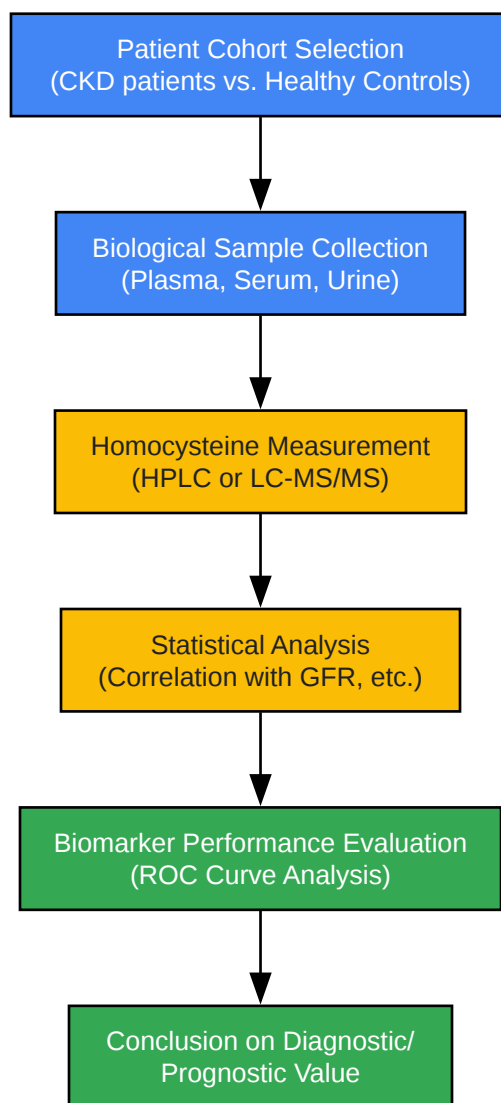 Patient Cohort Selection
(CKD patients vs. Healthy Controls)
Biological Sample Collection
(Plasma, Serum, Urine)
Homocysteine Measurement
(HPLC or LC-MS/MS)
Statistical Analysis
(Correlation with GFR, etc.)
Biomarker Performance Evaluation
(ROC Curve Analysis)
Conclusion on Diagnostic/
Prognostic Value